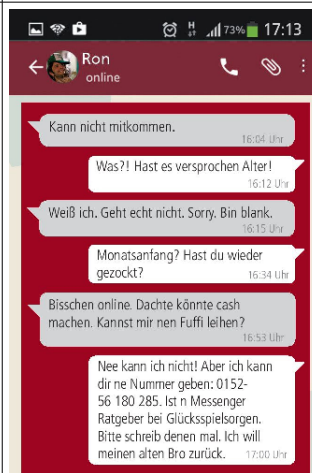 H 73% 17:13
Ron
online
Kann nicht mitkommen.
16:04 Uhr
Was?! Hast es versprochen Alter!
16:12 Uhr
Weiß ich. Geht echt nicht. Sorry. Bin blank.
16:15 Uhr
Monatsanfang? Hast du wieder
gezockt?
16:34 Uhr
Bisschen online. Dachte könnte cash
machen. Kannst mir nen Fuffi leihen?
16:53 Uhr
Nee kann ich nicht! Aber ich kann
dir ne Nummer geben: 0152-
56 180 285. Ist n Messenger
Ratgeber bei Glücksspielsorgen.
Bitte schreib denen mal. Ich will
meinen alten Bro zurück. 17:00 Uhr